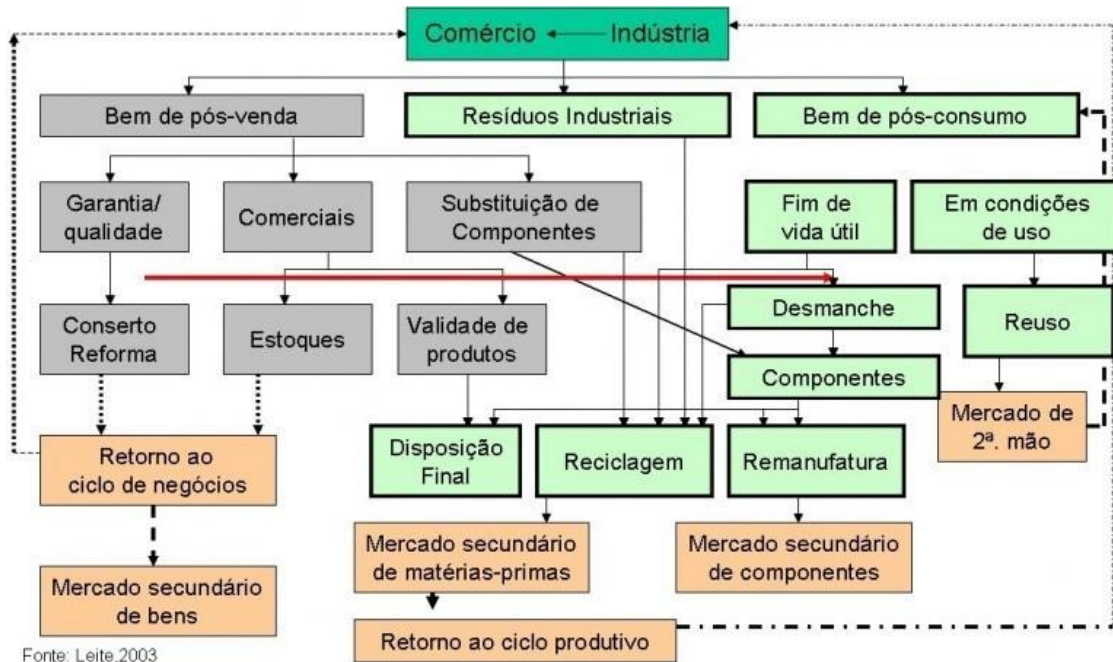 Comércio Indústria
Bem de pós-venda
Resíduos Industriais
Bem de pós-consumo
Garantia/
qualidade
Comerciais
Substituição de
Componentes
Fim de
vida útil
Em condições
de uso
Conserto
Reforma
Estoques
Validade de
produtos
Desmanche
Reuso
Componentes
Mercado de
2ª. mão
Retorno ao
ciclo de negócios
Disposição
Final
Reciclagem
Remanufatura
Mercado secundário
de bens
Mercado secundário
de matérias-primas
Mercado secundário
de componentes
Retorno ao ciclo produtivo
Fonte: Leite,2003